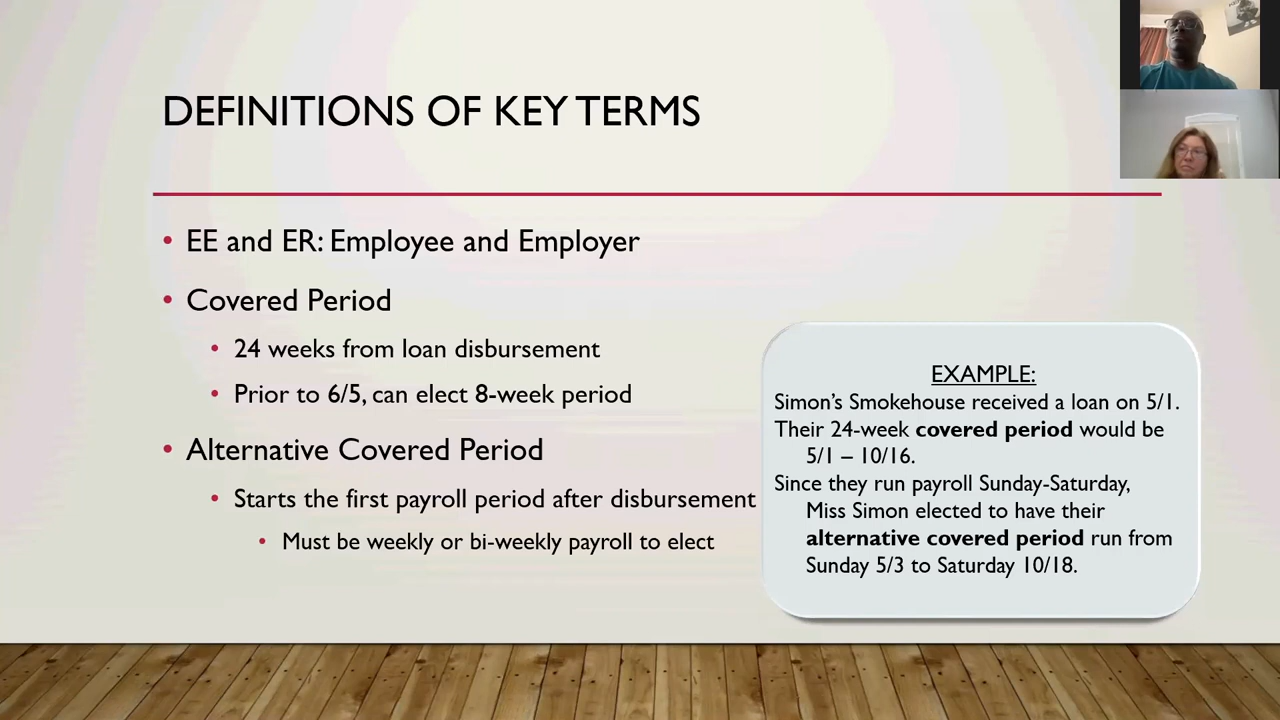 DEFINITIONS OF KEY TERMS
• EE and ER: Employee and Employer
• Covered Period
• 24 weeks from loan disbursement
• Prior to 6/5, can elect 8-week period
• Alternative Covered Period
• Starts the first payroll period after disbursement
• Must be weekly or bi-weekly payroll to elect
EXAMPLE:
Simon's Smokehouse received a loan on 5/1.
Their 24-week covered period would be
5/1 – 10/16.
Since they run payroll Sunday-Saturday,
Miss Simon elected to have their
alternative covered period run from
Sunday 5/3 to Saturday 10/18.